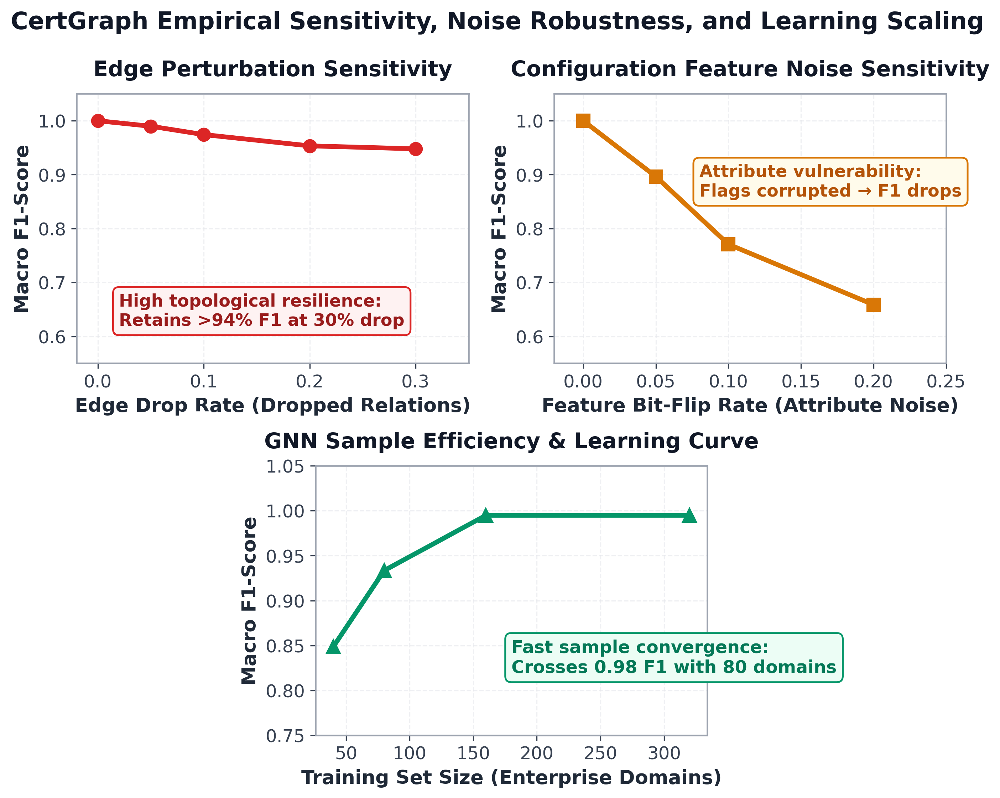 CertGraph Empirical Sensitivity, Noise Robustness, and Learning Scaling
Edge Perturbation Sensitivity
Macro F1-Score
1.0
0.9
0.8
0.7
0.6
High topological resilience:
Retains >94% F1 at 30% drop
0.0 0.1 0.2 0.3
Edge Drop Rate (Dropped Relations)
Configuration Feature Noise Sensitivity
Macro F1-Score
1.0
0.9
0.8
0.7
0.6
Attribute vulnerability:
Flags corrupted → F1 drops
0.00 0.05 0.10 0.15 0.20 0.25
Feature Bit-Flip Rate (Attribute Noise)
GNN Sample Efficiency & Learning Curve
Macro F1-Score
1.05
1.00
0.95
0.90
0.85
0.80
0.75
Fast sample convergence:
Crosses 0.98 F1 with 80 domains
50 100 150 200 250 300
Training Set Size (Enterprise Domains)